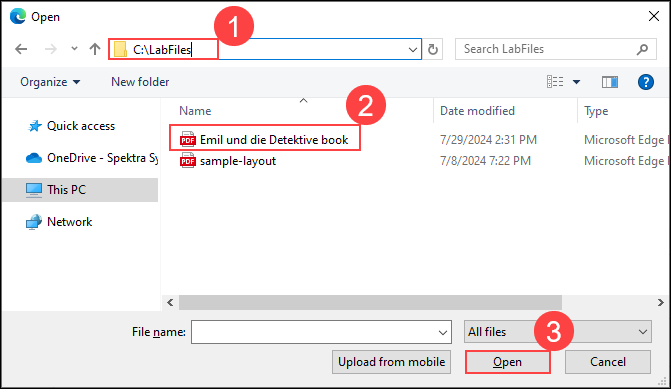 Open
1
C:\LabFiles
Search LabFiles
Organize
New folder
2
Name
Date modified
Type
Quick access
OneDrive - Spektra Sy
This PC
Network
PDF Emil und die Detektive book 7/29/2024 2:31 PM Microsoft Edge
PDF sample-layout 7/8/2024 7:22 PM Microsoft Edge
3
File name:
All files
Upload from mobile
Open
Cancel